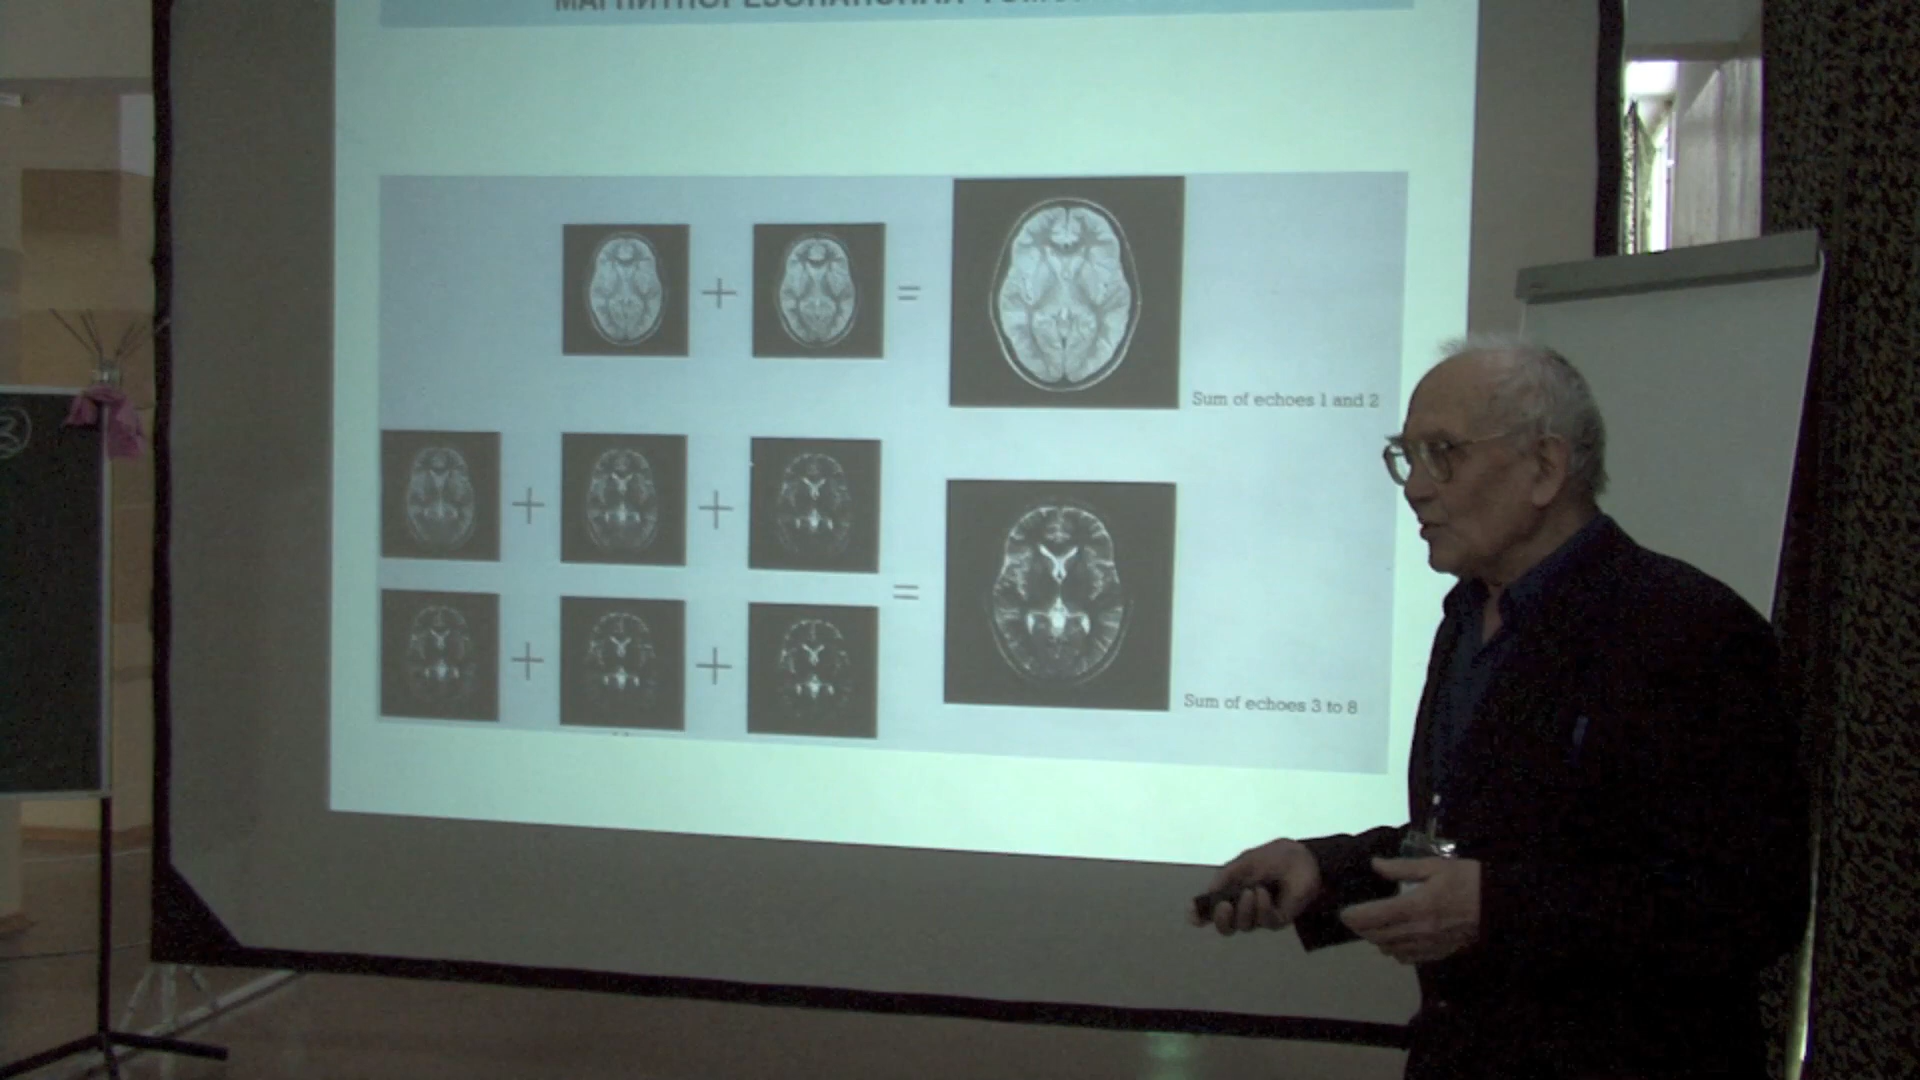 + =
Sum of echoes 1 and 2
+ +
=
+ +
Sum of echoes 3 to 8